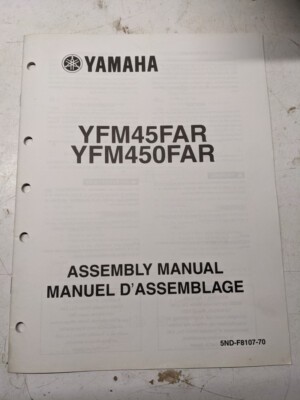 YAMAHA
YFM45FAR
YFM450FAR
ASSEMBLY MANUAL
MANUEL D'ASSEMBLAGE
5ND-F8107-70